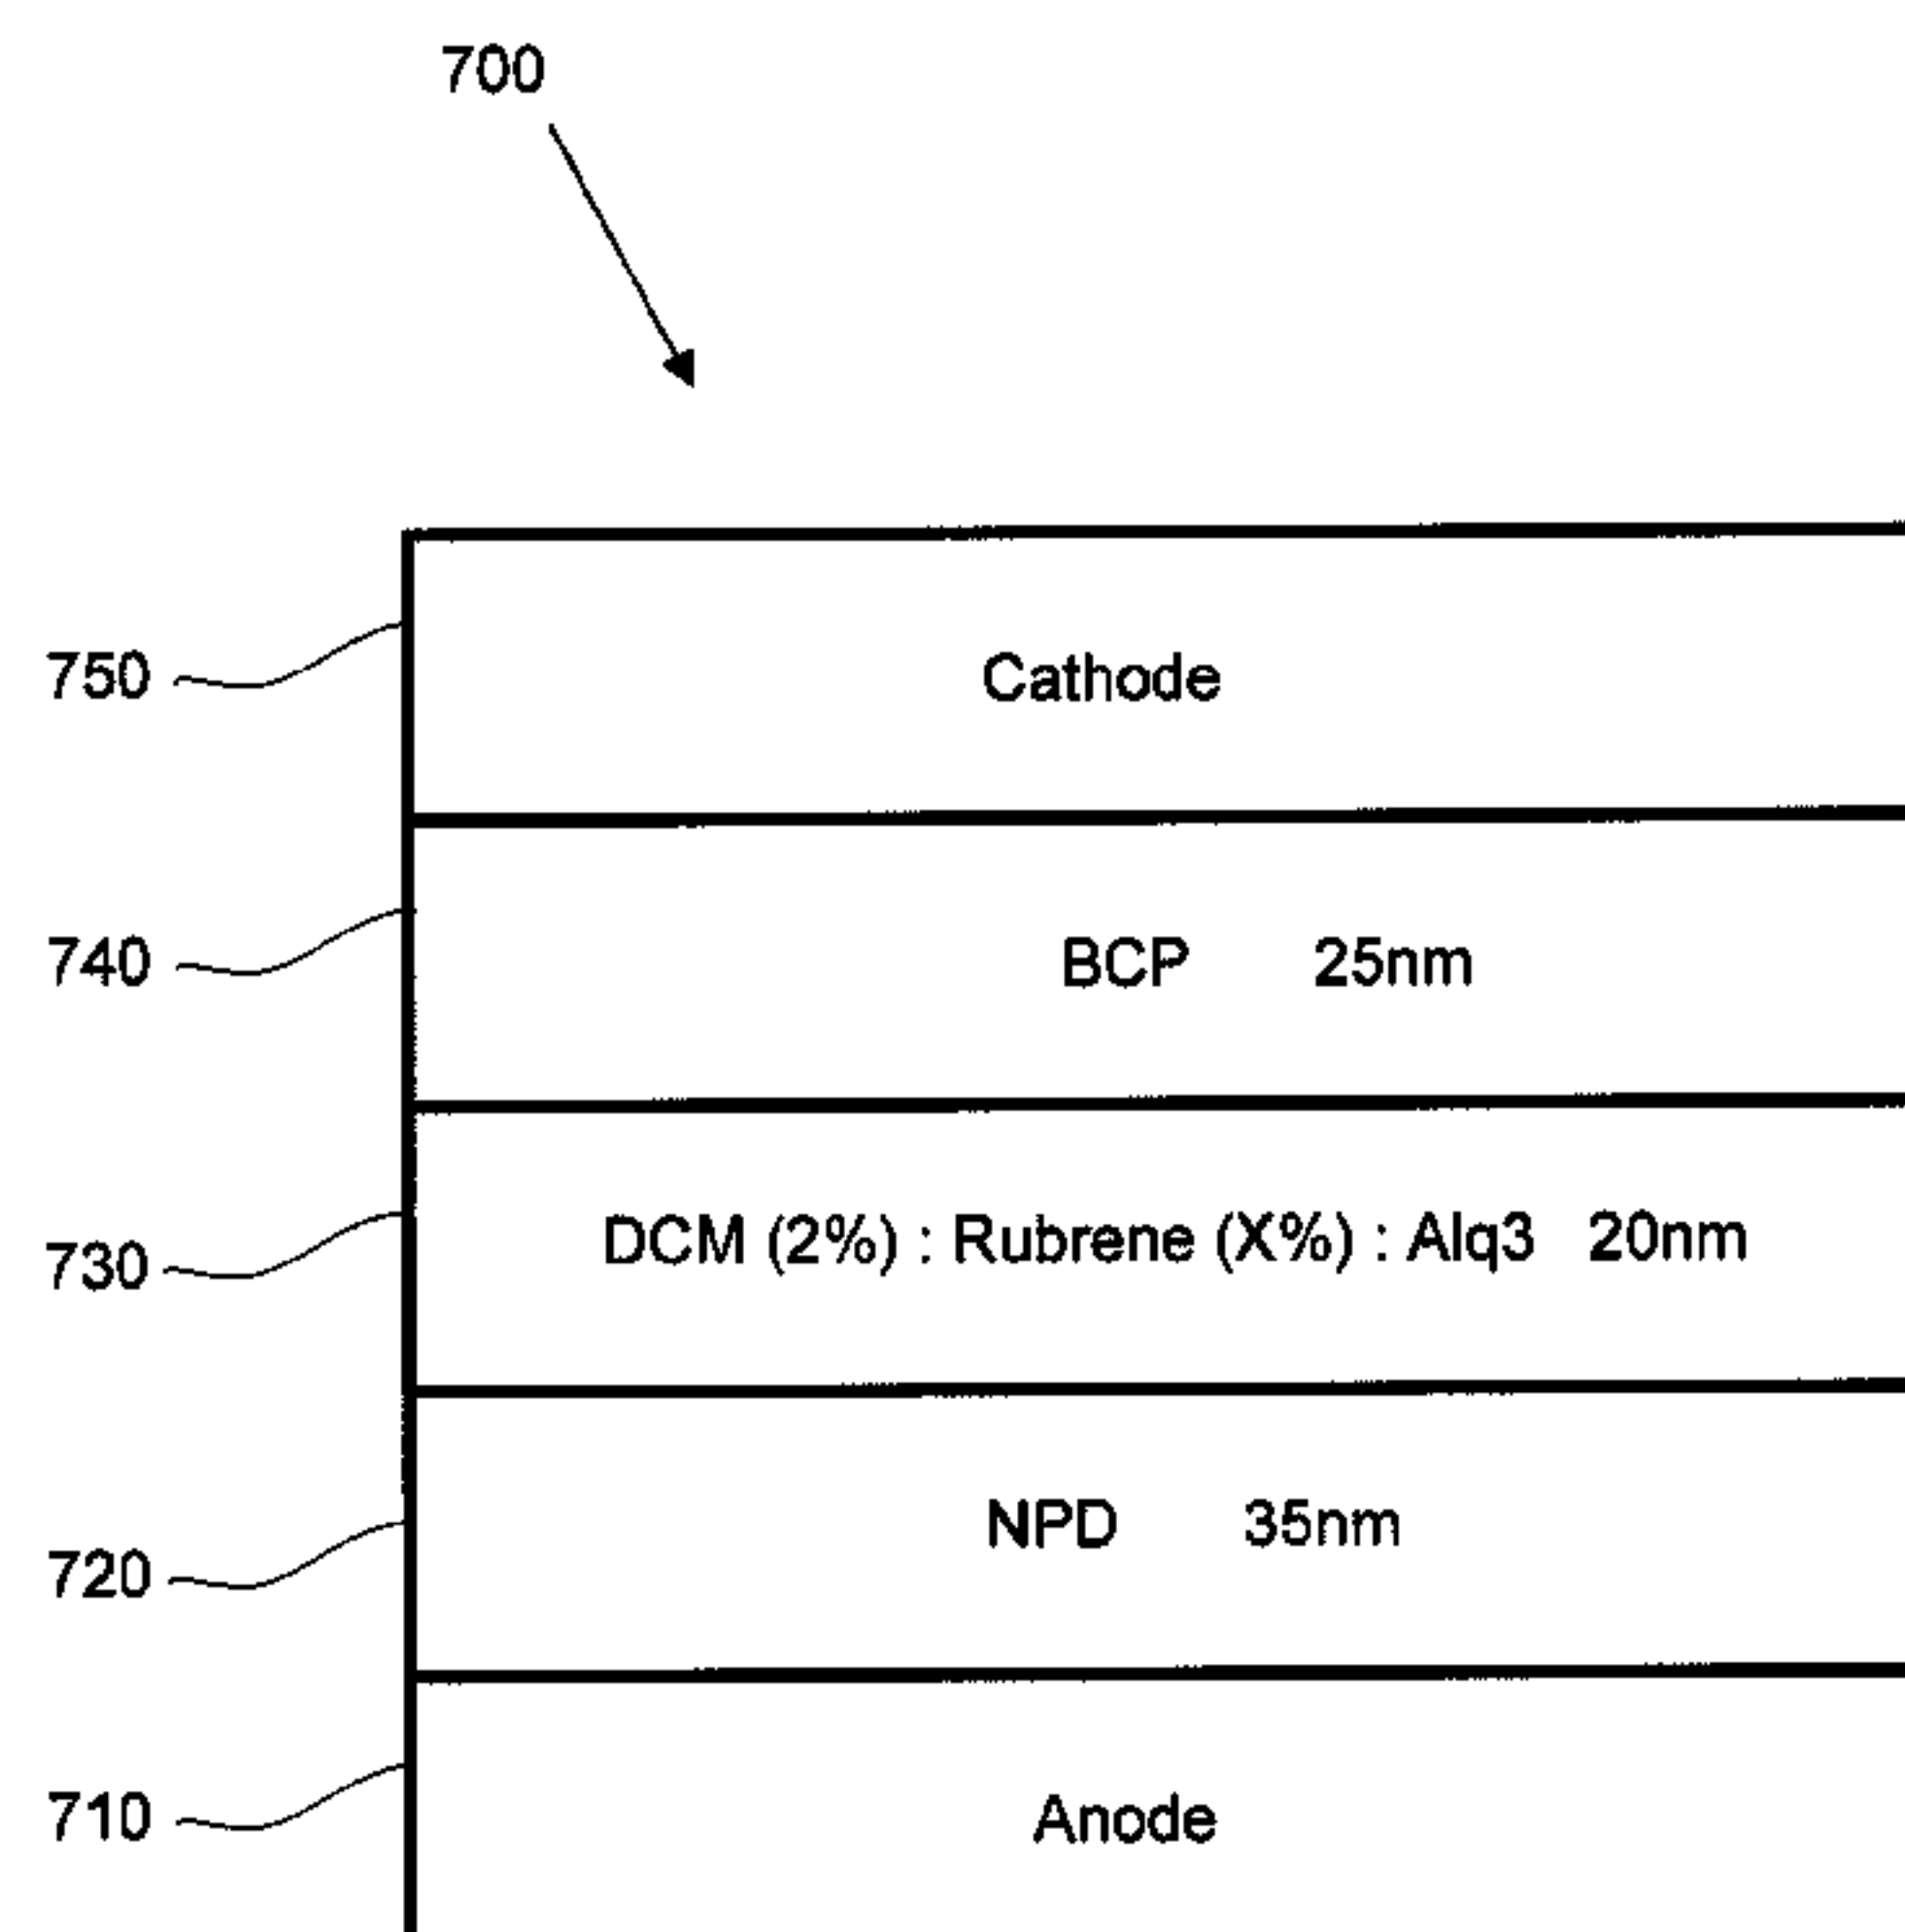 700
750 Cathode
740 BCP 25nm
730 DCM (2%) : Rubrene (X%) : Alq3 20nm
720 NPD 35nm
710 Anode